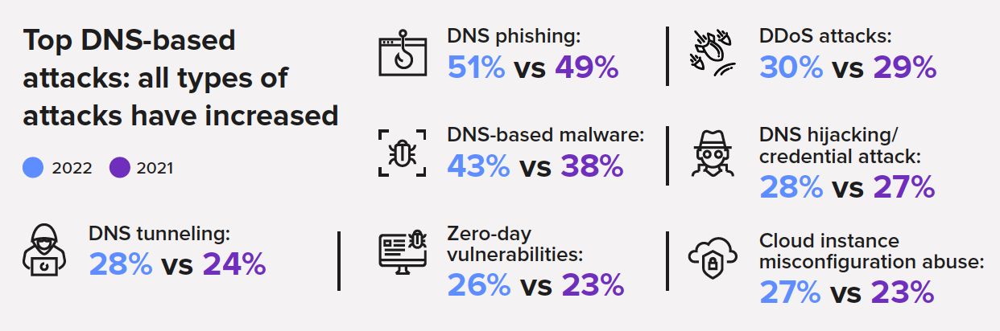 Top DNS-based
attacks: all types of
attacks have increased
2022 2021
DNS phishing:
51% vs 49%
DDoS attacks:
30% vs 29%
DNS-based malware:
43% vs 38%
DNS hijacking/
credential attack:
28% vs 27%
DNS tunneling:
28% vs 24%
Zero-day
vulnerabilities:
26% vs 23%
Cloud instance
misconfiguration abuse:
27% vs 23%